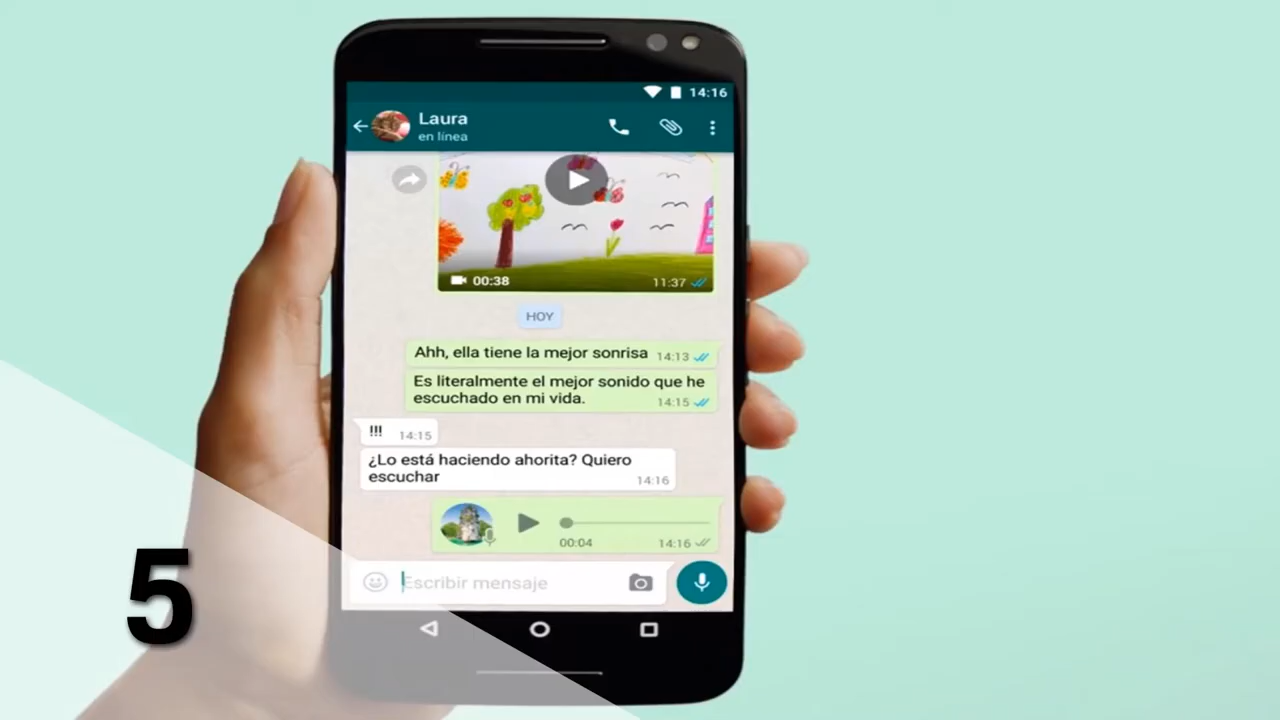 14:16
Laura
en línea
00:38
11:37
HOY
Ahh, ella tiene la mejor sonrisa 14:13
Es literalmente el mejor sonido que he
escuchado en mi vida. 14:15
!!! 14:15
¿Lo está haciendo ahorita? Quiero
escuchar 14:16
00:04 14:16
Escribir mensaje
5